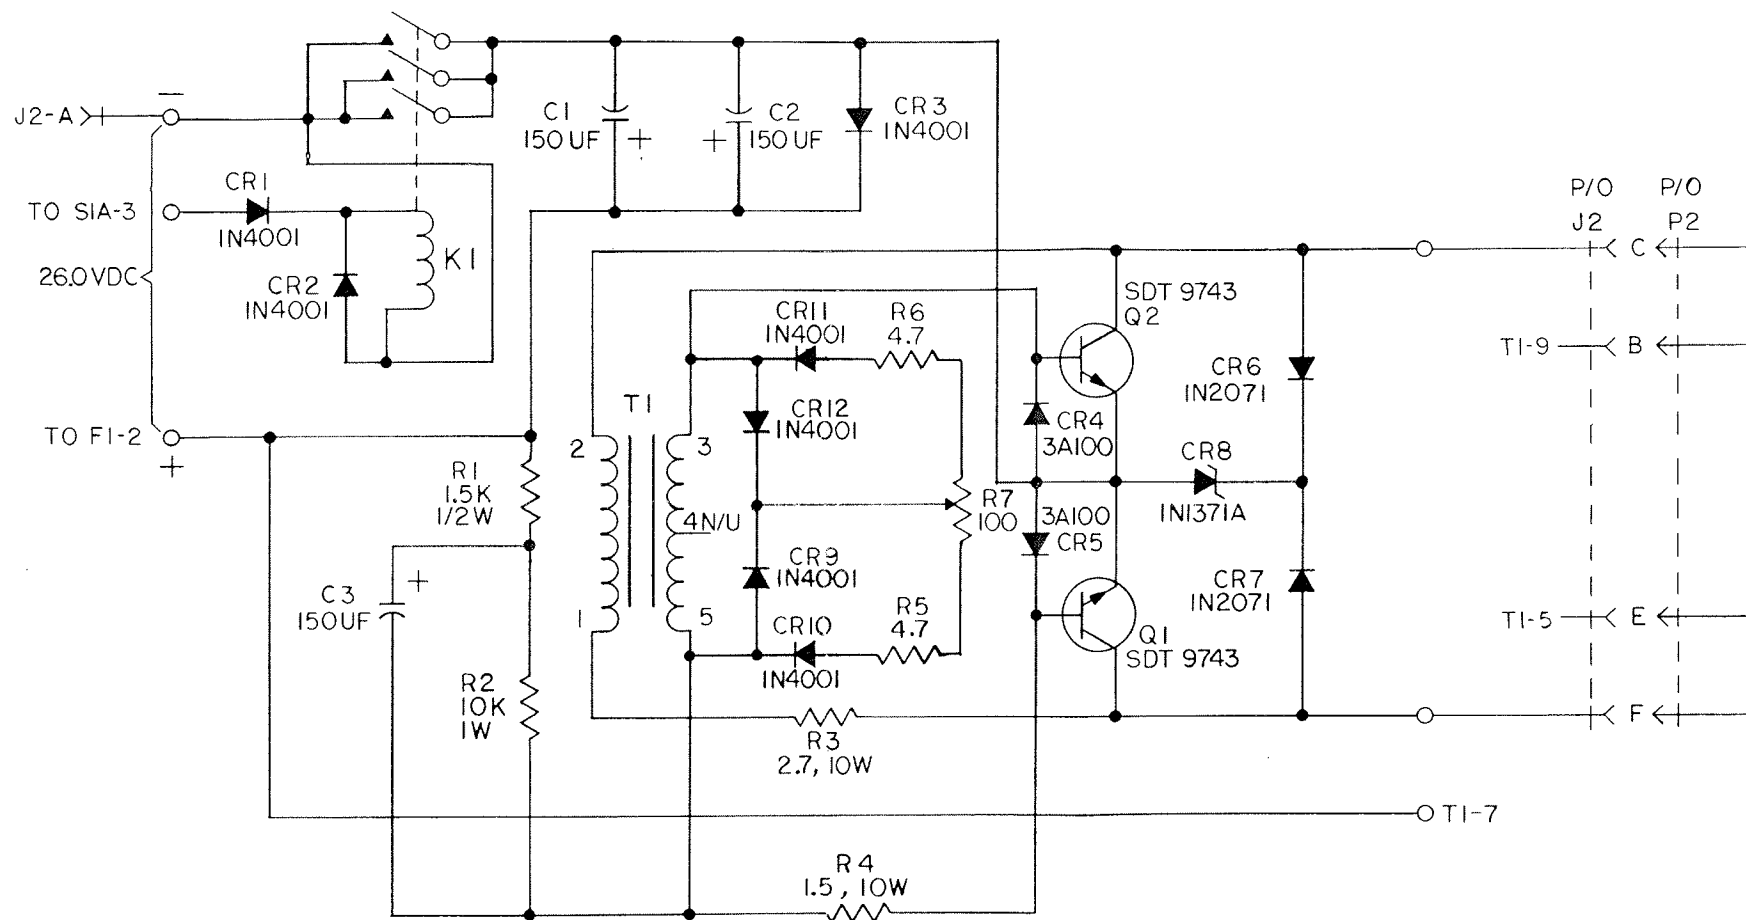 J2-A
−
C1
150UF
+
C2
150UF
+
CR3
1N4001
P/O
J2
P/O
P2
CR1
TO S1A-3
1N4001
K1
26.0VDC
CR2
1N4001
C
SDT 9743
Q2
CR11
1N4001
R6
4.7
T1-9
B
CR6
1N2071
T1
CR12
1N4001
CR4
3A100
TO F1-2
+
2
3
R1
1.5K
1/2W
CR8
1N1371A
R7
100
4N/U
3A100
CR5
CR9
1N4001
CR7
1N2071
C3
150UF
+
1
5
R5
4.7
T1-5
E
CR10
1N4001
Q1
SDT 9743
R2
10K
1W
F
R3
2.7, 10W
T1-7
R4
1.5, 10W